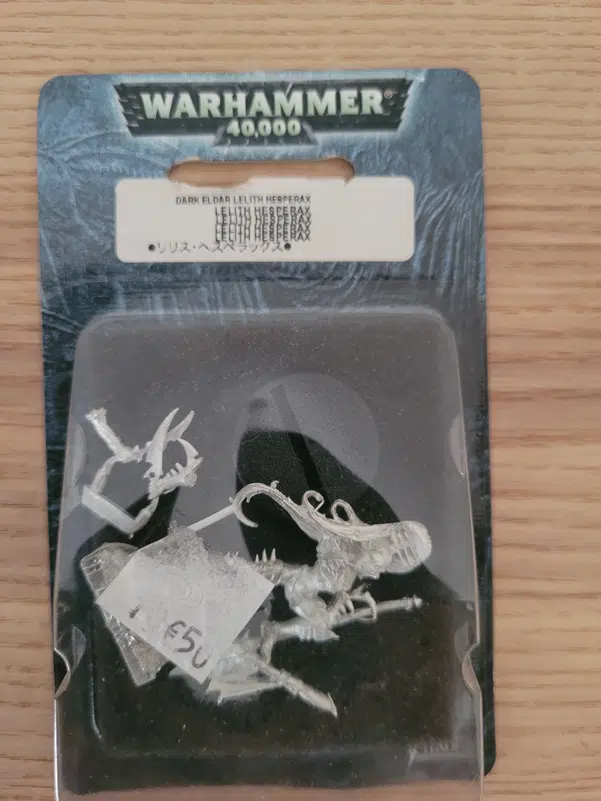 WARHAMMER®
40,000
DARK ELDAR LELITH HESPERAX
LELITH HESPERAX
LELITH HESPERAX
LELITH HESPERAX
LELITH HESPERAX
●リリス・ヘスペラックス●
€50